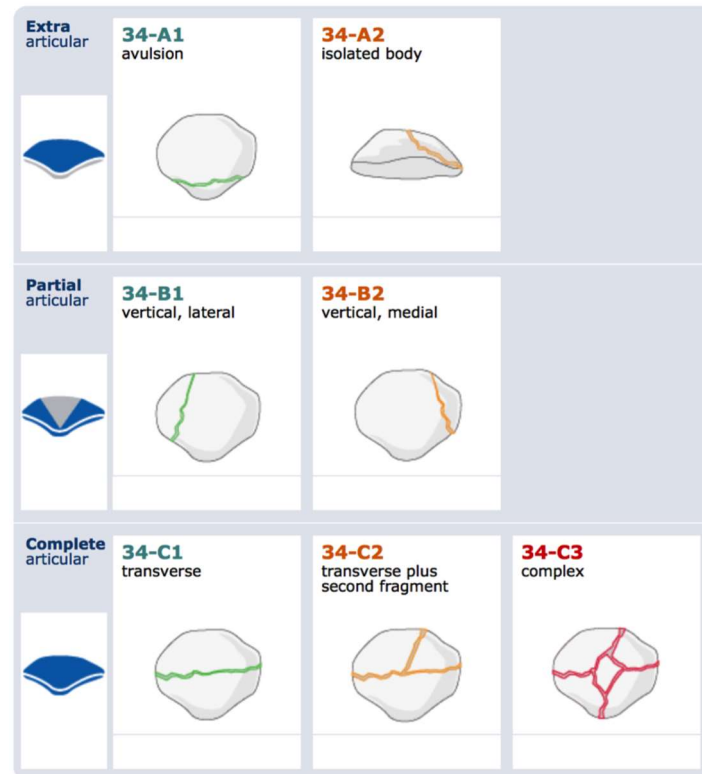 Extra
articular
34-A1
avulsion
34-A2
isolated body
Partial
articular
34-B1
vertical, lateral
34-B2
vertical, medial
Complete
articular
34-C1
transverse
34-C2
transverse plus
second fragment
34-C3
complex